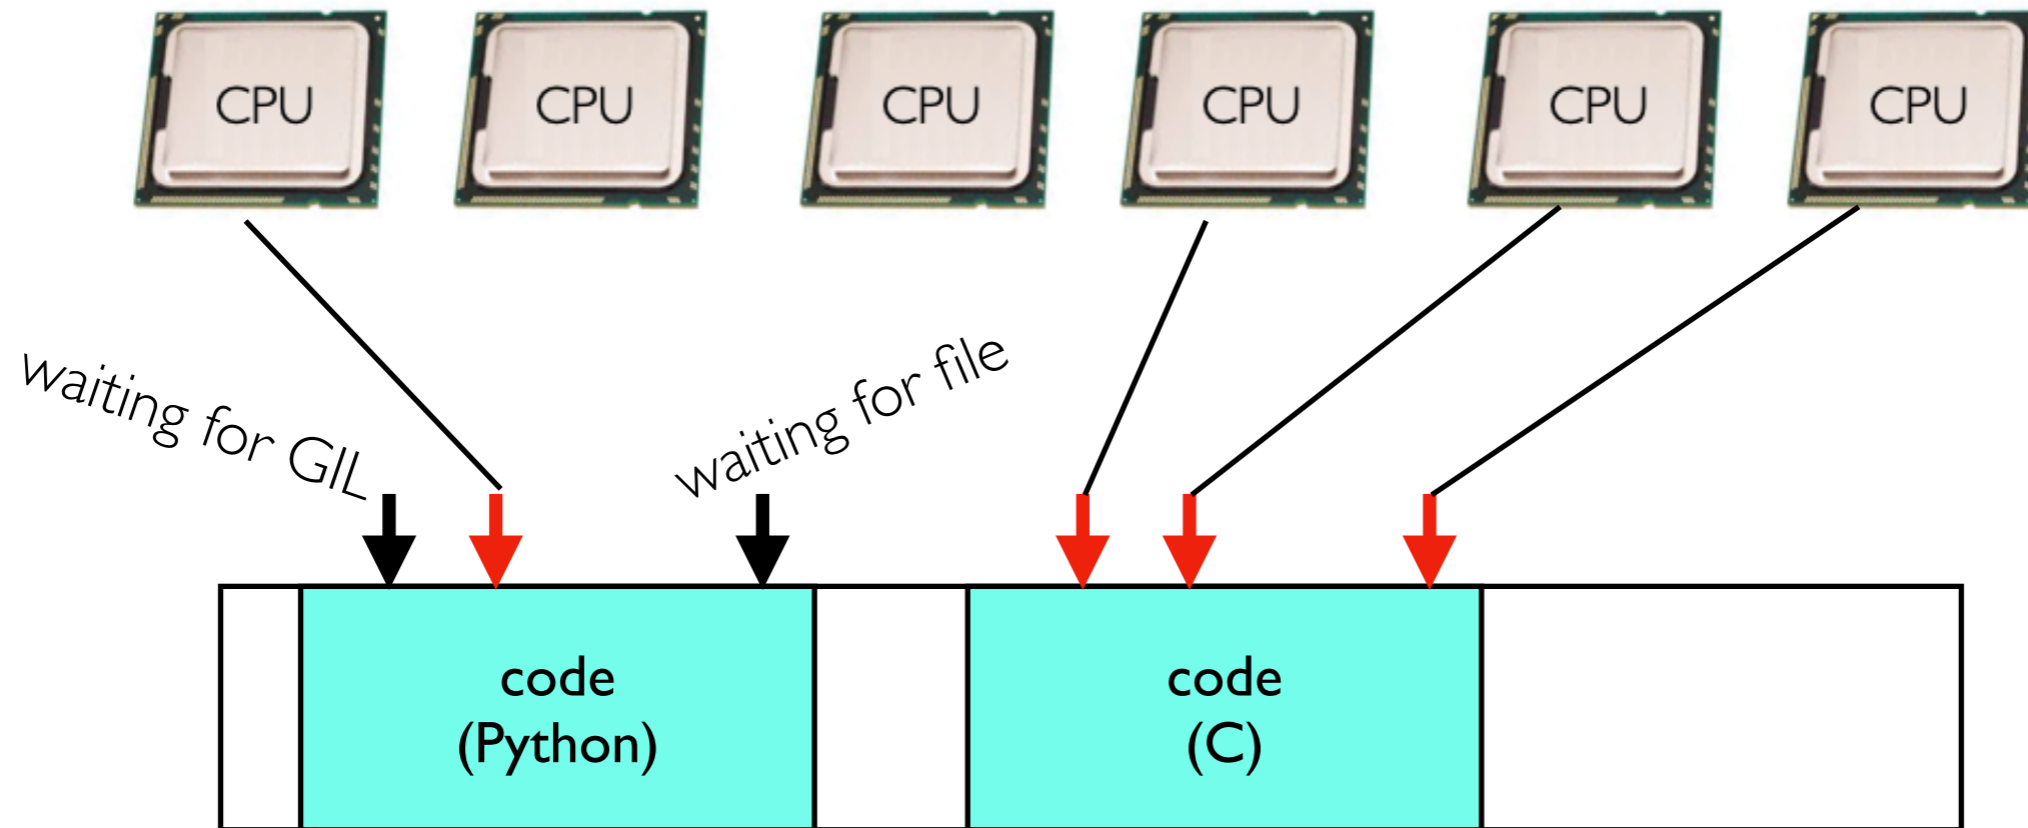 CPU
CPU
CPU
CPU
CPU
CPU
waiting for GIL
waiting for file
code
(Python)
code
(C)